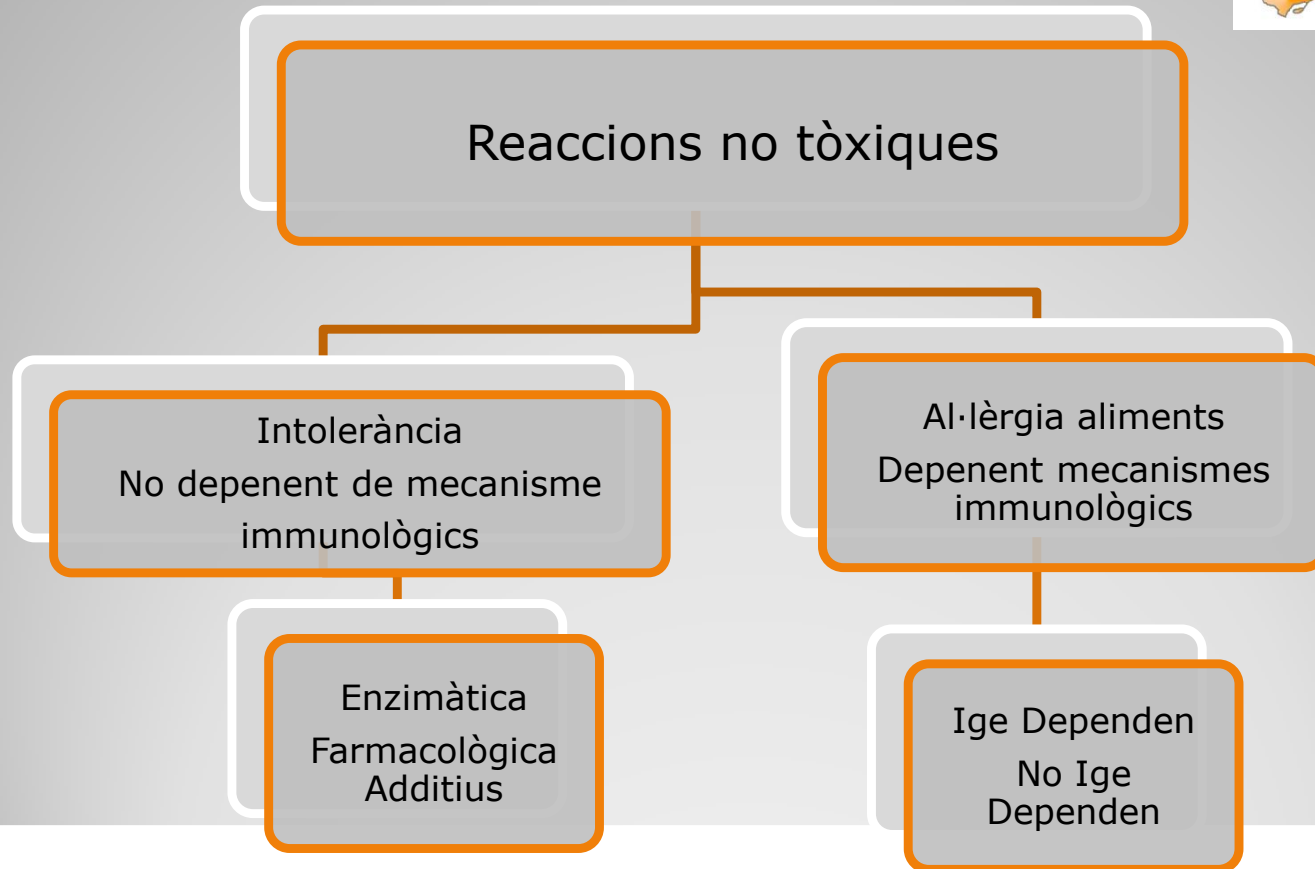 Reaccions no tòxiques
Intolerància
No depenent de mecanisme
immunològics
Al·lèrgia aliments
Depenent mecanismes
immunològics
Enzimàtica
Farmacològica
Additius
Ige Dependen
No Ige
Dependen